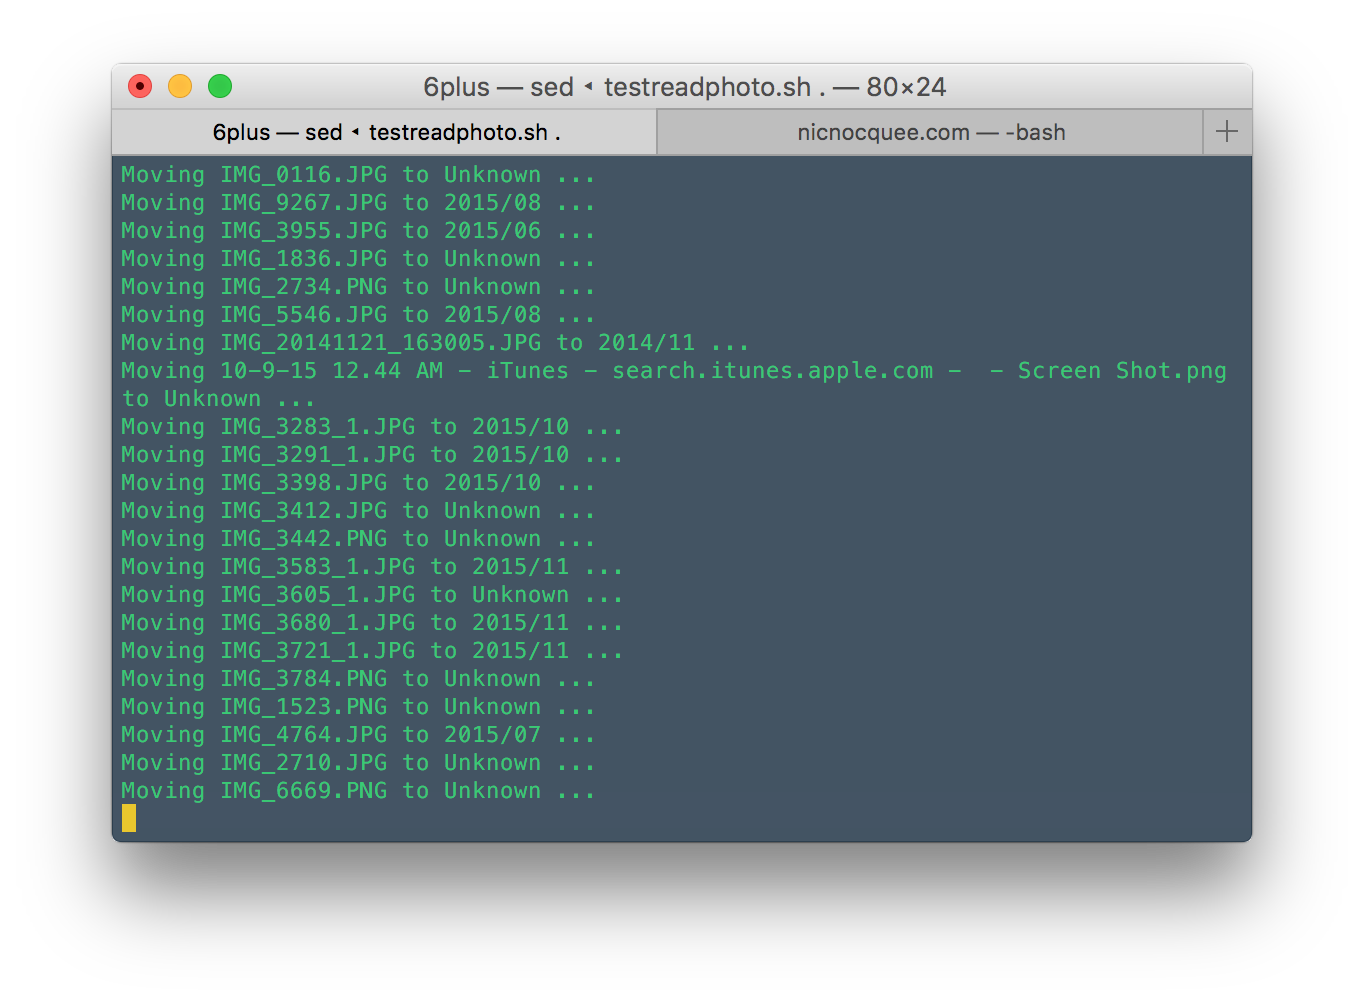 6plus — sed ◂ testreadphoto.sh . — 80×24
6plus — sed ◂ testreadphoto.sh .
nicnocquee.com — -bash
Moving IMG_0116.JPG to Unknown ...
Moving IMG_9267.JPG to 2015/08 ...
Moving IMG_3955.JPG to 2015/06 ...
Moving IMG_1836.JPG to Unknown ...
Moving IMG_2734.PNG to Unknown ...
Moving IMG_5546.JPG to 2015/08 ...
Moving IMG_20141121_163005.JPG to 2014/11 ...
Moving 10-9-15 12.44 AM - iTunes - search.itunes.apple.com -  - Screen Shot.png
to Unknown ...
Moving IMG_3283_1.JPG to 2015/10 ...
Moving IMG_3291_1.JPG to 2015/10 ...
Moving IMG_3398.JPG to 2015/10 ...
Moving IMG_3412.JPG to Unknown ...
Moving IMG_3442.PNG to Unknown ...
Moving IMG_3583_1.JPG to 2015/11 ...
Moving IMG_3605_1.JPG to Unknown ...
Moving IMG_3680_1.JPG to 2015/11 ...
Moving IMG_3721_1.JPG to 2015/11 ...
Moving IMG_3784.PNG to Unknown ...
Moving IMG_1523.PNG to Unknown ...
Moving IMG_4764.JPG to 2015/07 ...
Moving IMG_2710.JPG to Unknown ...
Moving IMG_6669.PNG to Unknown ...